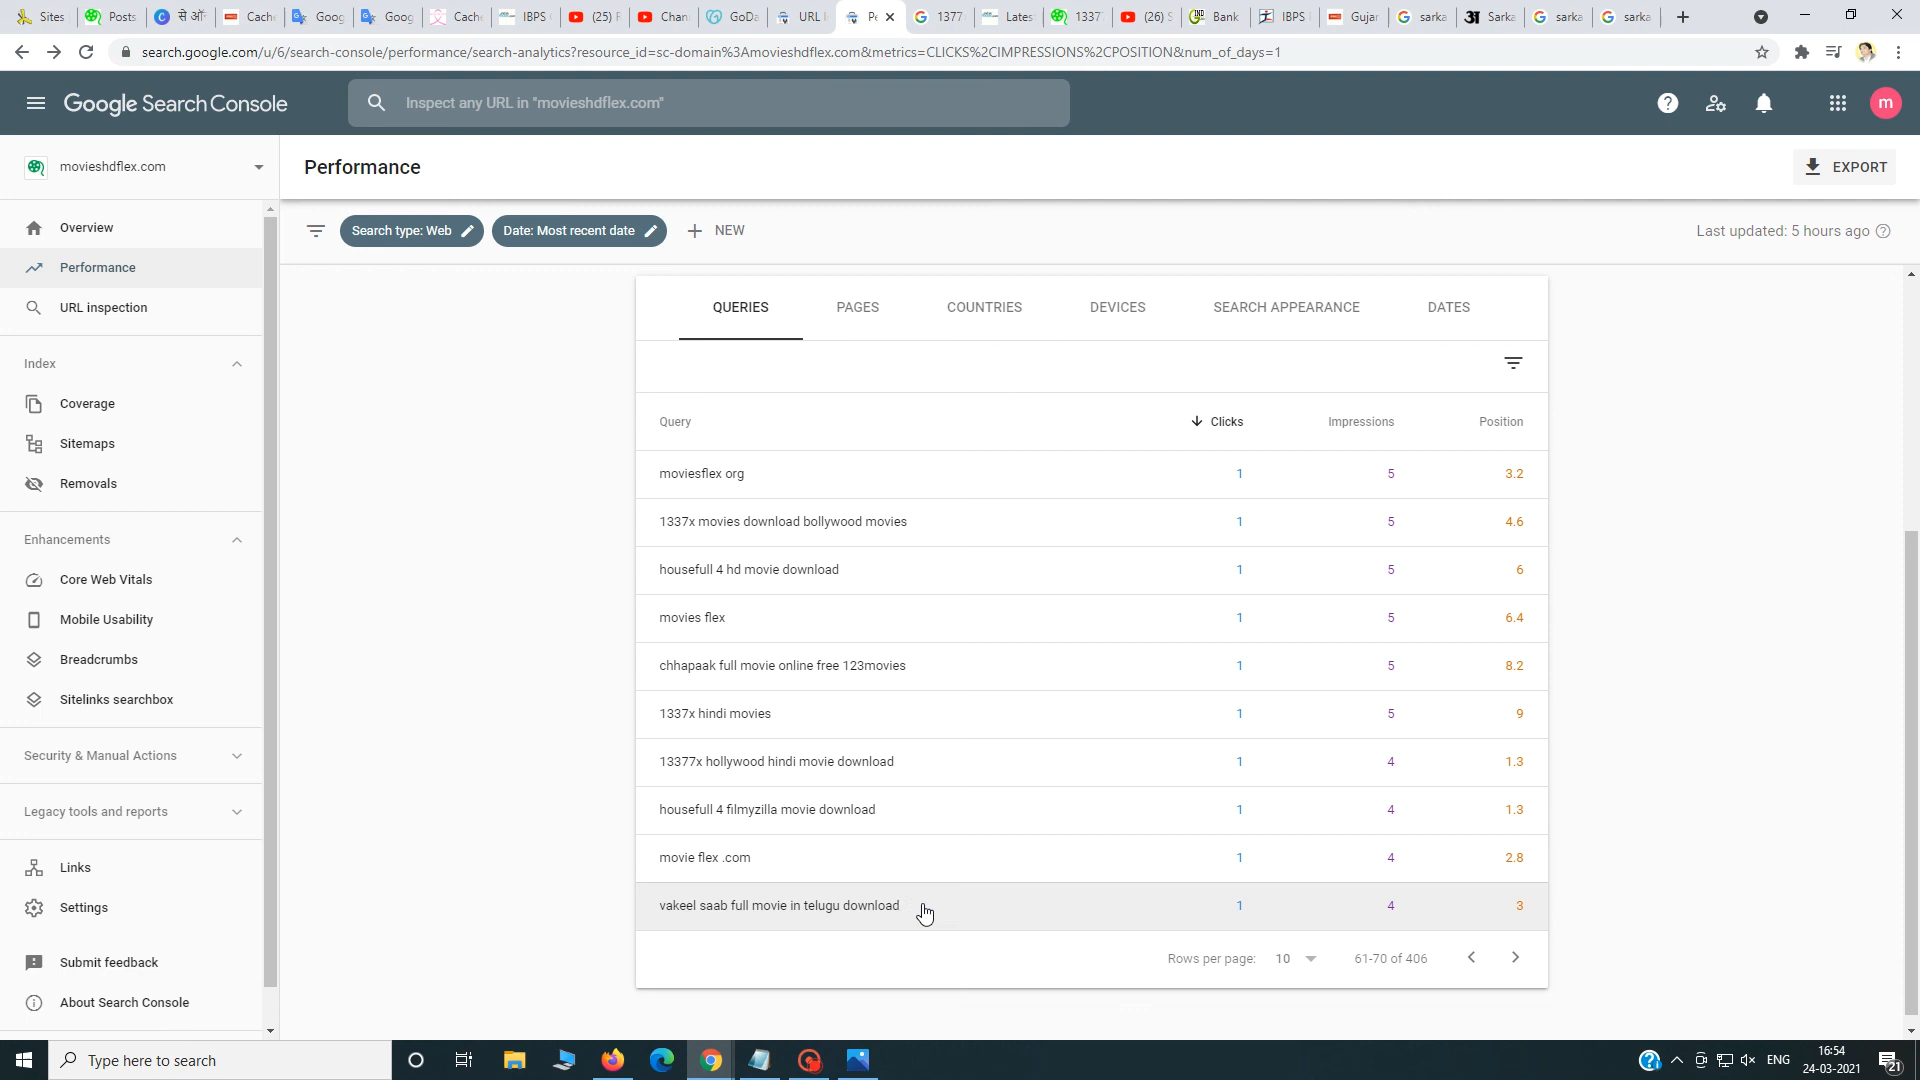 Sites
Posts
से ऑन
Cache
Goog
Goog
Cache
IBPS
(25) F
Chan
GoDa
URL I
Pe
1377
Lates
1337
(26) S
Bank
IBPS
Gujar
sarka
Sarka
sarka
sarka
search.google.com/u/6/search-console/performance/search-analytics?resource_id=sc-domain%3Amovieshdflex.com&metrics=CLICKS%2CIMPRESSIONS%2CPOSITION&num_of_days=1
Google Search Console
Inspect any URL in "movieshdflex.com"
m
movieshdflex.com
Performance
EXPORT
Search type: Web
Date: Most recent date
NEW
Last updated: 5 hours ago
Overview
Performance
URL inspection
Index
Coverage
Sitemaps
Removals
Enhancements
Core Web Vitals
Mobile Usability
Breadcrumbs
Sitelinks searchbox
Security & Manual Actions
Legacy tools and reports
Links
Settings
Submit feedback
About Search Console
QUERIES PAGES COUNTRIES DEVICES SEARCH APPEARANCE DATES
Query Clicks Impressions Position
moviesflex org 1 5 3.2
1337x movies download bollywood movies 1 5 4.6
housefull 4 hd movie download 1 5 6
movies flex 1 5 6.4
chhapaak full movie online free 123movies 1 5 8.2
1337x hindi movies 1 5 9
13377x hollywood hindi movie download 1 4 1.3
housefull 4 filmyzilla movie download 1 4 1.3
movie flex .com 1 4 2.8
vakeel saab full movie in telugu download 1 4 3
Rows per page: 10 61-70 of 406
Type here to search
ENG
16:54
24-03-2021
21